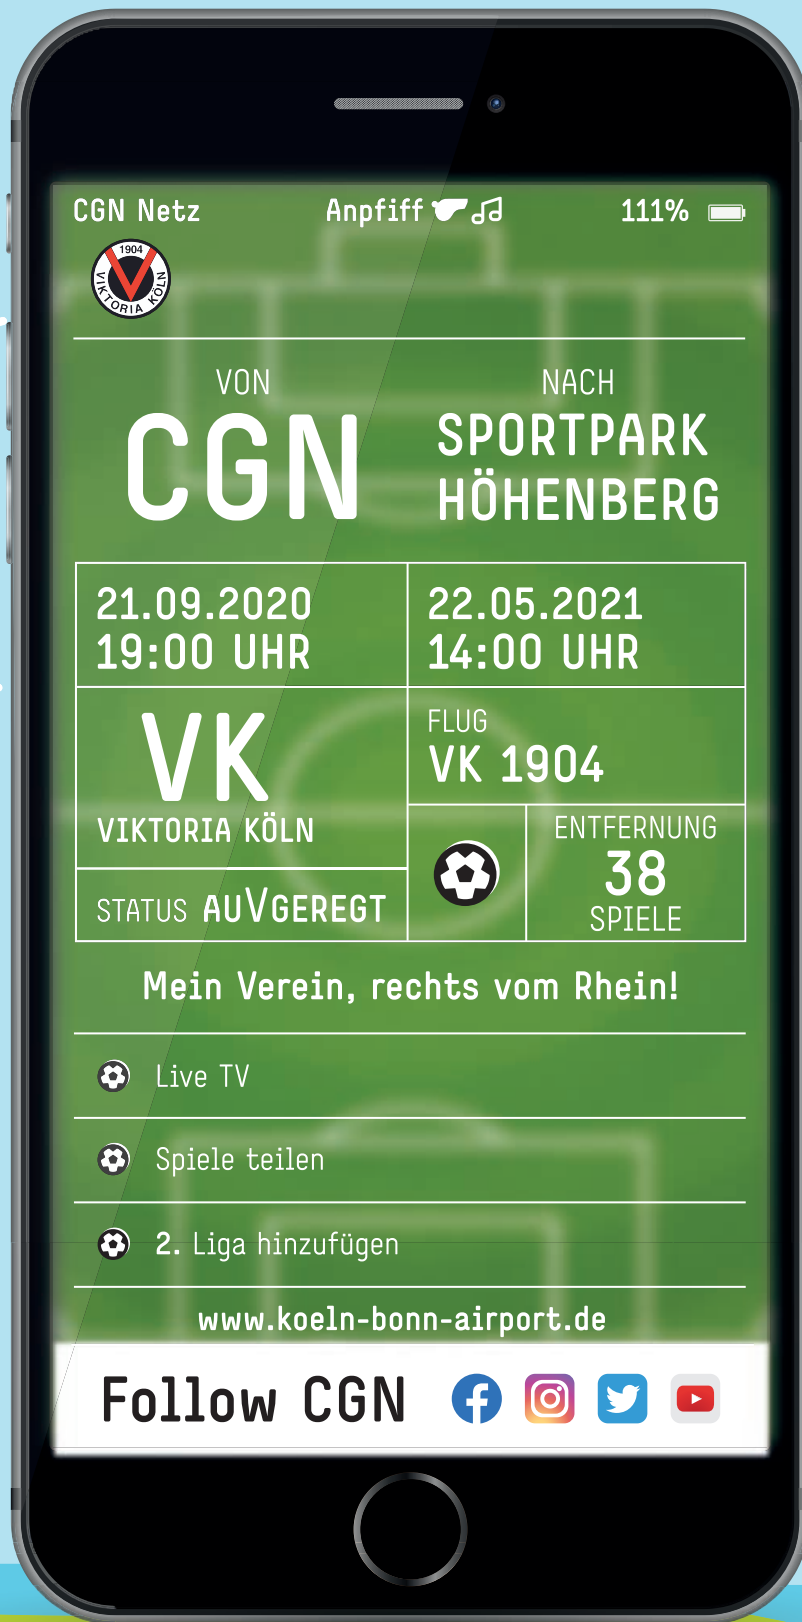 CGN Netz Anpfiff 111%
1904
VIKTORIA KÖLN
VON
CGN
NACH
SPORTPARK
HÖHENBERG
21.09.2020
19:00 UHR
22.05.2021
14:00 UHR
VK
VIKTORIA KÖLN
FLUG
VK 1904
STATUS AUVGEREGT
ENTFERNUNG
38
SPIELE
Mein Verein, rechts vom Rhein!
Live TV
Spiele teilen
2. Liga hinzufügen
www.koeln-bonn-airport.de
Follow CGN